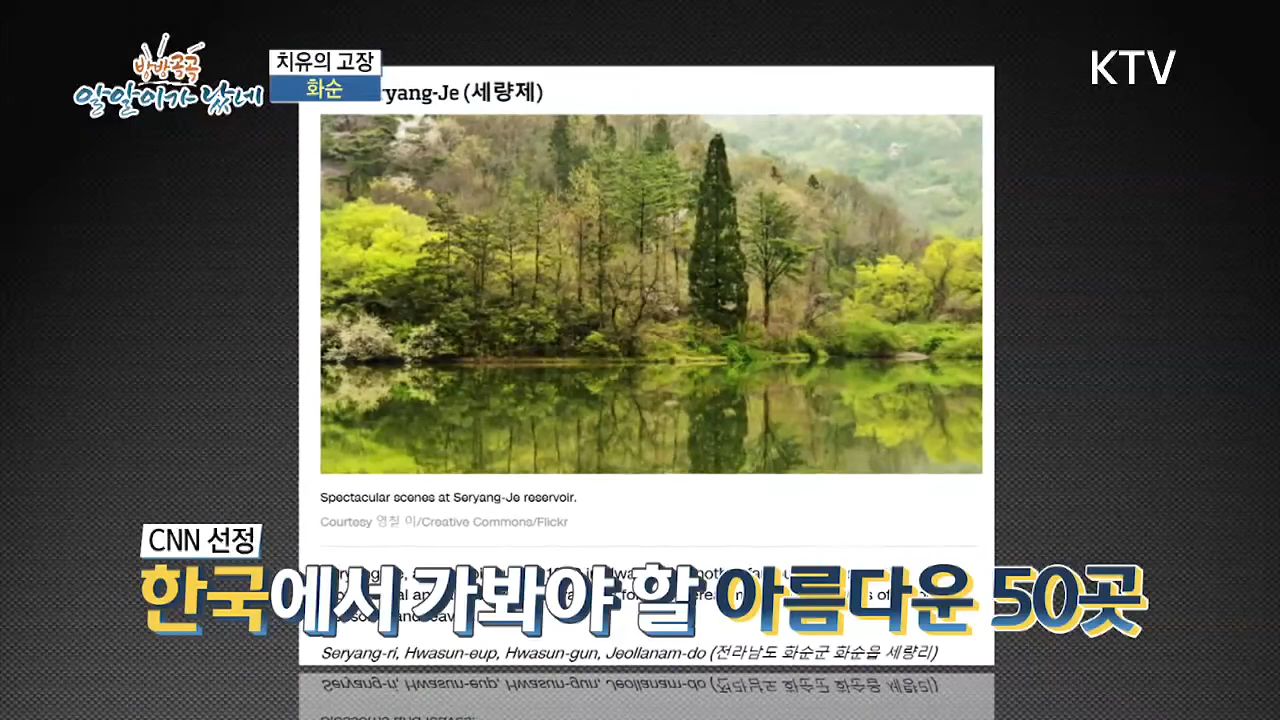 방방곡곡
알알이가 났네
치유의 고장
화순
KTV
ryang-Je (세량제)
Spectacular scenes at Seryang-Je reservoir.
Courtesy 영철 이/Creative Commons/Flickr
CNN 선정
한국에서 가봐야 할 아름다운 50곳
Seryang-ri, Hwasun-eup, Hwasun-gun, Jeollanam-do (전라남도 화순군 화순읍 세량리)